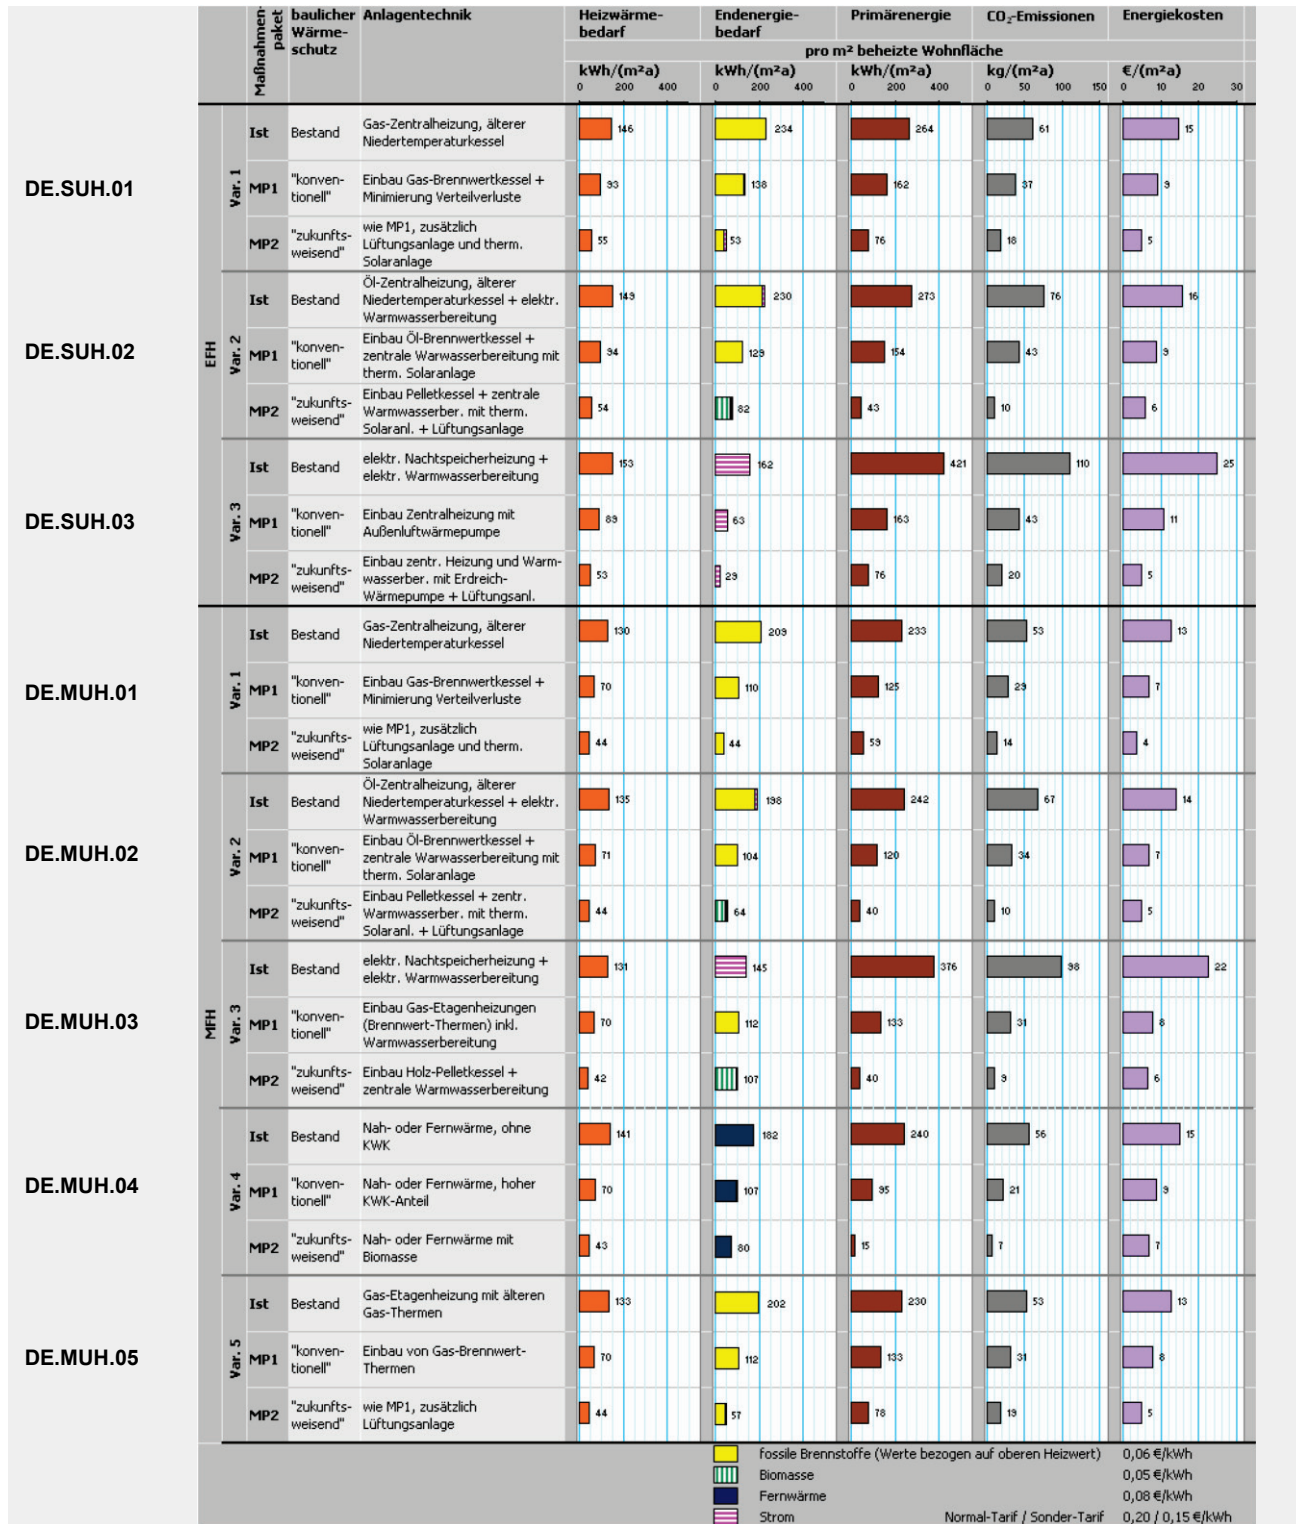 Maßnahmen-
paket
baulicher
Wärme-
schutz
Anlagentechnik
Heizwärme-
bedarf
Endenergie-
bedarf
Primärenergie
CO₂-Emissionen
Energiekosten
pro m² beheizte Wohnfläche
kWh/(m²a) kWh/(m²a) kWh/(m²a) kg/(m²a) €/(m²a)
0 200 400 0 200 400 0 200 400 0 50 100 150 0 10 20 30
EFH
DE.SUH.01
Var. 1
Ist Bestand
Gas-Zentralheizung, älterer
Niedertemperaturkessel
146 234 264 61 15
MP1
"konven-
tionell"
Einbau Gas-Brennwertkessel +
Minimierung Verteilverluste
93 138 162 37 9
MP2
"zukunfts-
weisend"
wie MP1, zusätzlich
Lüftungsanlage und therm.
Solaranlage
55 53 76 18 5
DE.SUH.02
Var. 2
Ist Bestand
Öl-Zentralheizung, älterer
Niedertemperaturkessel + elektr.
Warmwasserbereitung
149 230 273 76 16
MP1
"konven-
tionell"
Einbau Öl-Brennwertkessel +
zentrale Warwasserbereitung mit
therm. Solaranlage
94 129 154 43 9
MP2
"zukunfts-
weisend"
Einbau Pelletkessel + zentrale
Warmwasserber. mit therm.
Solaranl. + Lüftungsanlage
54 82 43 10 6
DE.SUH.03
Var. 3
Ist Bestand
elektr. Nachtspeicherheizung +
elektr. Warmwasserbereitung
153 162 421 110 25
MP1
"konven-
tionell"
Einbau Zentralheizung mit
Außenluftwärmepumpe
89 63 163 43 11
MP2
"zukunfts-
weisend"
Einbau zentr. Heizung und Warm-
wasserber. mit Erdreich-
Wärmepumpe + Lüftungsanl.
53 29 76 20 5
MFH
DE.MUH.01
Var. 1
Ist Bestand
Gas-Zentralheizung, älterer
Niedertemperaturkessel
130 209 233 53 13
MP1
"konven-
tionell"
Einbau Gas-Brennwertkessel +
Minimierung Verteilverluste
70 110 125 29 7
MP2
"zukunfts-
weisend"
wie MP1, zusätzlich
Lüftungsanlage und therm.
Solaranlage
44 44 59 14 4
DE.MUH.02
Var. 2
Ist Bestand
Öl-Zentralheizung, älterer
Niedertemperaturkessel + elektr.
Warmwasserbereitung
135 198 242 67 14
MP1
"konven-
tionell"
Einbau Öl-Brennwertkessel +
zentrale Warwasserbereitung mit
therm. Solaranlage
71 104 120 34 7
MP2
"zukunfts-
weisend"
Einbau Pelletkessel + zentr.
Warmwasserber. mit therm.
Solaranl. + Lüftungsanlage
44 64 40 10 5
DE.MUH.03
Var. 3
Ist Bestand
elektr. Nachtspeicherheizung +
elektr. Warmwasserbereitung
131 145 376 98 22
MP1
"konven-
tionell"
Einbau Gas-Etagenheizungen
(Brennwert-Thermen) inkl.
Warmwasserbereitung
70 112 133 31 8
MP2
"zukunfts-
weisend"
Einbau Holz-Pelletkessel +
zentrale Warmwasserbereitung
42 107 40 9 6
DE.MUH.04
Var. 4
Ist Bestand
Nah- oder Fernwärme, ohne
KWK
141 182 240 56 15
MP1
"konven-
tionell"
Nah- oder Fernwärme, hoher
KWK-Anteil
70 107 95 21 9
MP2
"zukunfts-
weisend"
Nah- oder Fernwärme mit
Biomasse
43 80 15 7 7
DE.MUH.05
Var. 5
Ist Bestand
Gas-Etagenheizung mit älteren
Gas-Thermen
133 202 230 53 13
MP1
"konven-
tionell"
Einbau von Gas-Brennwert-
Thermen
70 112 133 31 8
MP2
"zukunfts-
weisend"
wie MP1, zusätzlich
Lüftungsanlage
44 57 78 19 5
fossile Brennstoffe (Werte bezogen auf oberen Heizwert) 0,06 €/kWh
Biomasse 0,05 €/kWh
Fernwärme 0,08 €/kWh
Strom Normal-Tarif / Sonder-Tarif 0,20 / 0,15 €/kWh